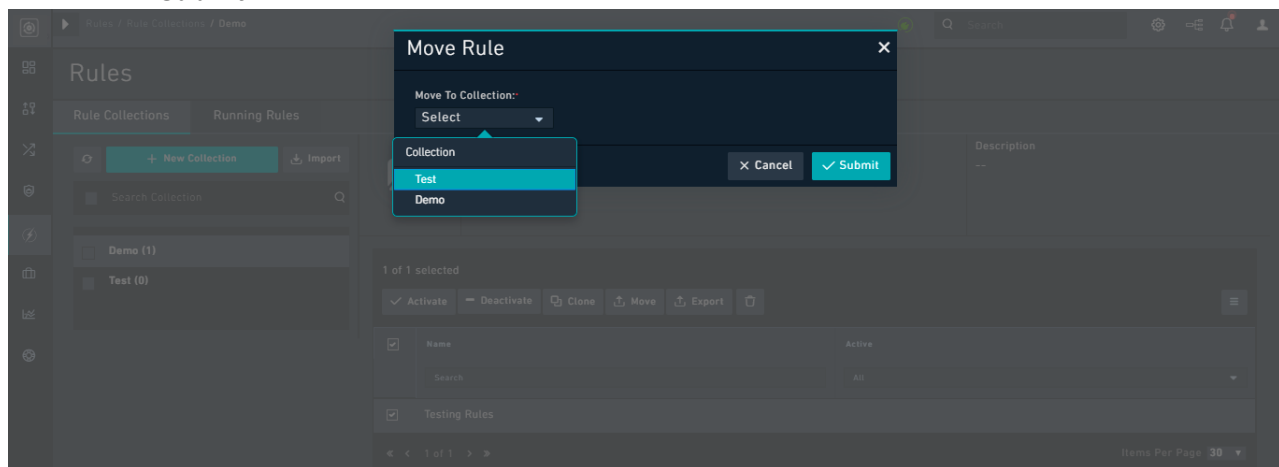 Rules / Rule Collections / Demo
Search
Rules
Rule Collections
Running Rules
+ New Collection
Import
Search Collection
Demo (1)
Test (0)
Move Rule
Move To Collection:*
Select
Collection
Test
Demo
Cancel
Submit
Description
--
1 of 1 selected
Activate
Deactivate
Clone
Move
Export
Name
Active
Search
All
Testing Rules
1 of 1
Items Per Page 30